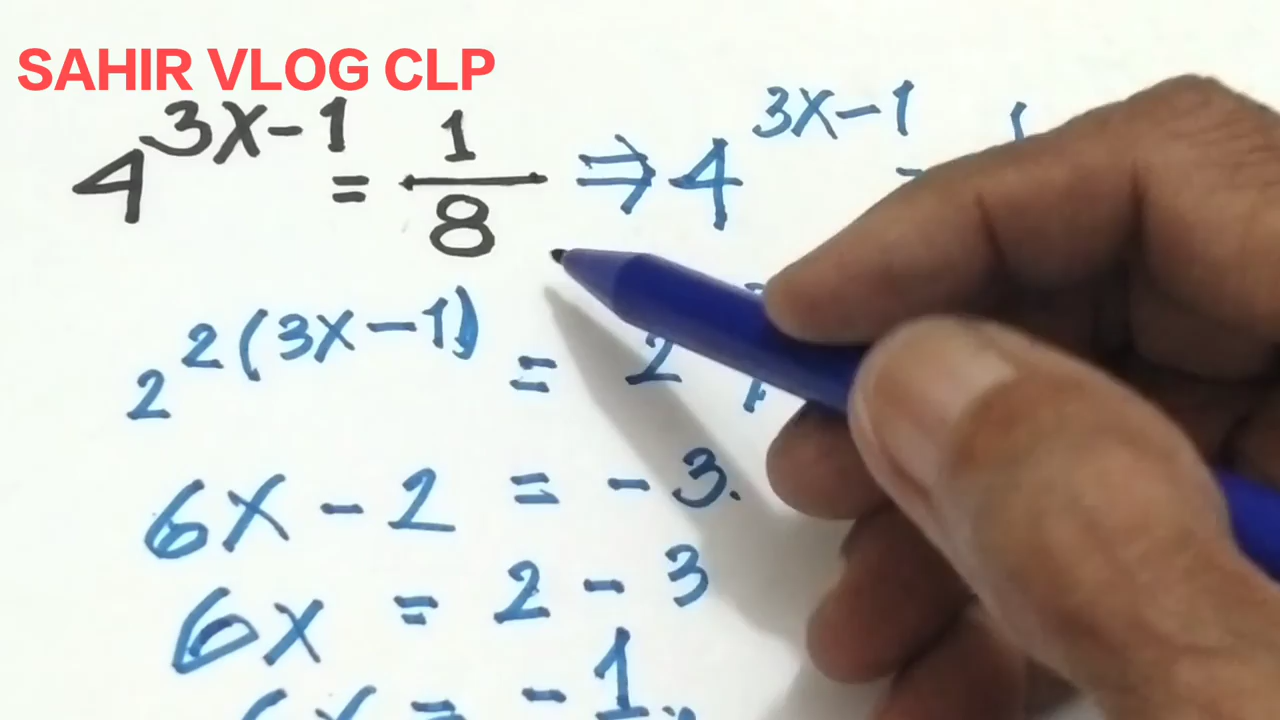 SAHIR VLOG CLP
4^{3X-1} = 1/8 ⇒ 4^{3X-1}
2^{2(3X-1)} = 2
6X - 2 = -3.
6X = 2 - 3
6X = -1